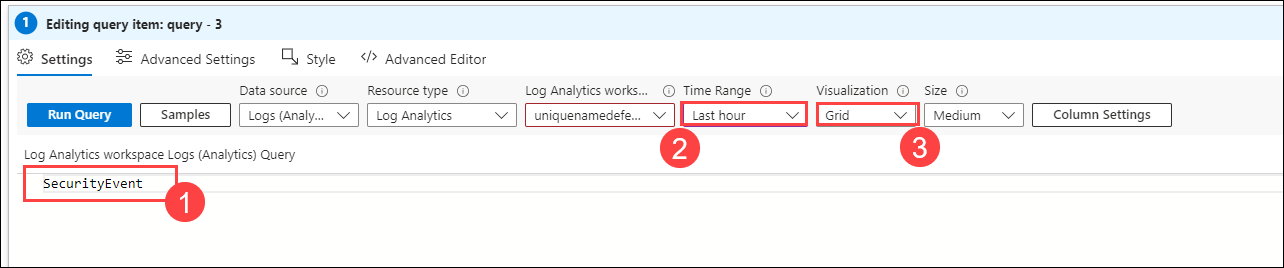 1 Editing query item: query - 3
Settings Advanced Settings Style </> Advanced Editor
Data source Resource type Log Analytics works... Time Range Visualization Size
Run Query Samples Logs (Analy... Log Analytics uniquenamedefe... Last hour Grid Medium Column Settings
2 3
Log Analytics workspace Logs (Analytics) Query
SecurityEvent
1